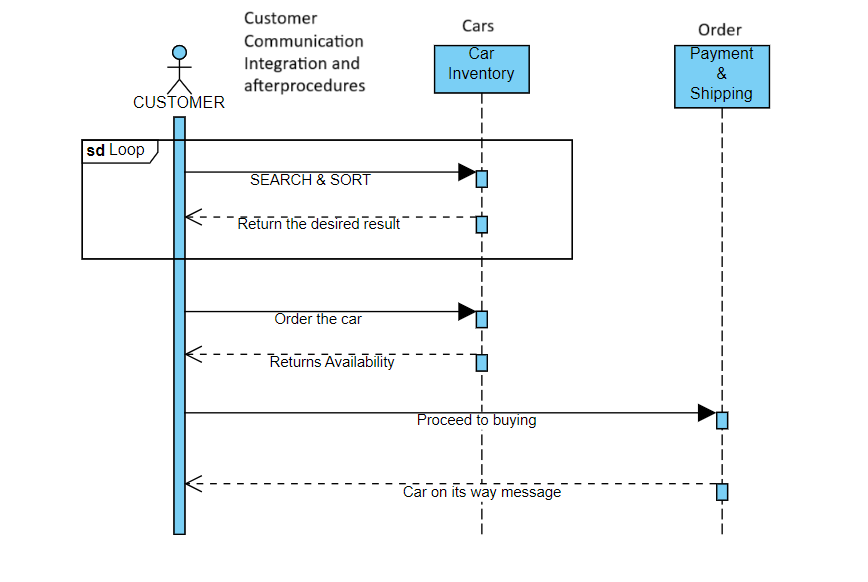 Customer
Communication
Integration and
afterprocedures
Cars
Order
Car
Inventory
Payment
&
Shipping
CUSTOMER
sd Loop
SEARCH & SORT
Return the desired result
Order the car
Returns Availability
Proceed to buying
Car on its way message